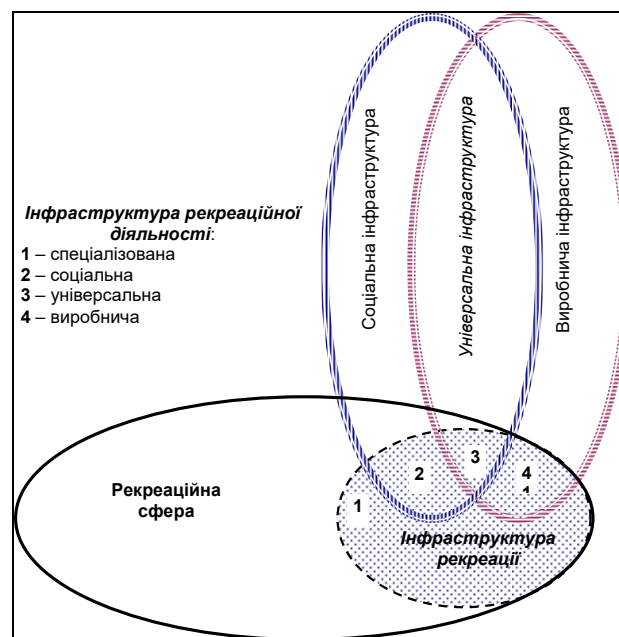 Соціальна інфраструктура
Універсальна інфраструктура
Виробнича інфраструктура
Інфраструктура рекреаційної
діяльності:
1 – спеціалізована
2 – соціальна
3 – універсальна
4 – виробнича
Рекреаційна
сфера
1
2
3
4
1
Інфраструктура
рекреації